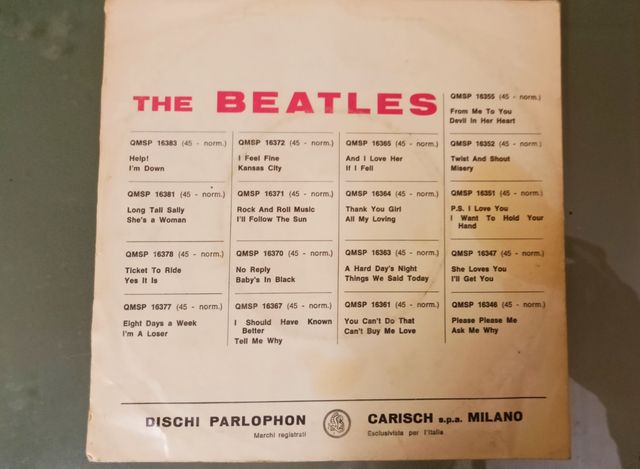 THE BEATLES
QMSP 16383 (45 - norm.)
Help!
I'm Down
QMSP 16381 (45 - norm.)
Long Tall Sally
She's a Woman
QMSP 16378 (45 - norm.)
Ticket To Ride
Yes It Is
QMSP 16377 (45 - norm.)
Eight Days a Week
I'm A Loser
QMSP 16372 (45 - norm.)
I Feel Fine
Kansas City
QMSP 16371 (45 - norm.)
Rock And Roll Music
I'll Follow The Sun
QMSP 16370 (45 - norm.)
No Reply
Baby's In Black
QMSP 16367 (45 - norm.)
I Should Have Known
Better
Tell Me Why
QMSP 16365 (45 - norm.)
And I Love Her
If I Fell
QMSP 16364 (45 - norm.)
Thank You Girl
All My Loving
QMSP 16363 (45 - norm.)
A Hard Day's Night
Things We Said Today
QMSP 16361 (45 - norm.)
You Can't Do That
Can't Buy Me Love
QMSP 16355 (45 - norm.)
From Me To You
Devil in Her Heart
QMSP 16352 (45 - norm.)
Twist And Shout
Misery
QMSP 16351 (45 - norm.)
P.S. I Love You
I Want To Hold Your
Hand
QMSP 16347 (45 - norm.)
She Loves You
I'll Get You
QMSP 16346 (45 - norm.)
Please Please Me
Ask Me Why
DISCHI PARLOPHON
Marchi registrati
CARISCH s.p.a. MILANO
Esclusivista per l'Italia